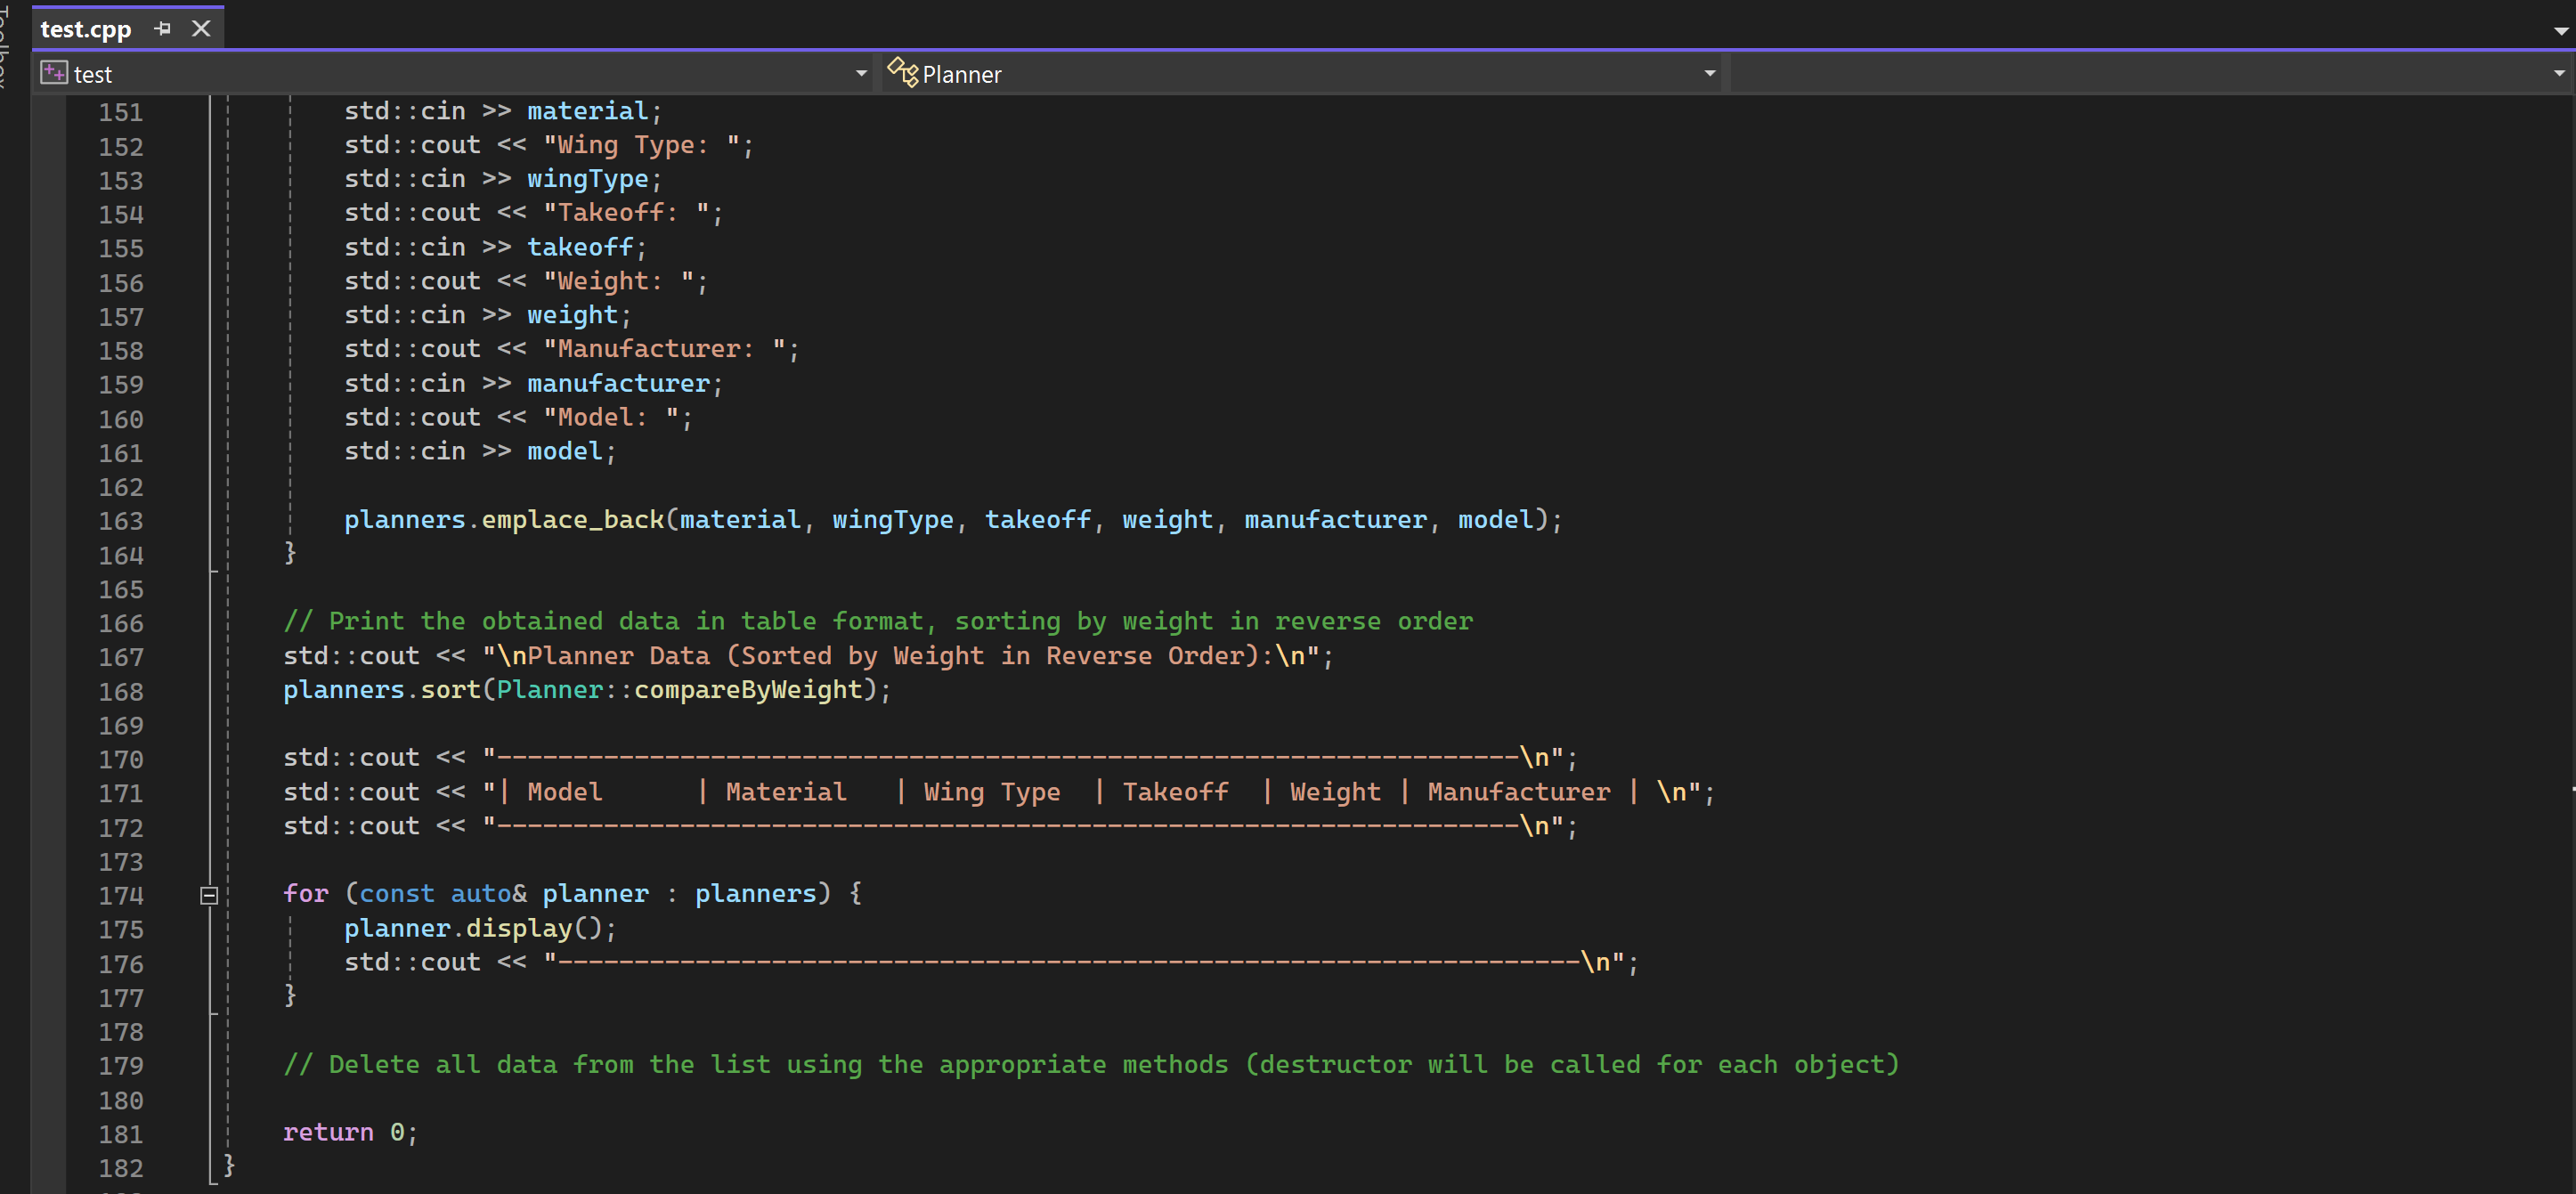 Toolbox
test.cpp
test
Planner
151 std::cin >> material;
152 std::cout << "Wing Type: ";
153 std::cin >> wingType;
154 std::cout << "Takeoff: ";
155 std::cin >> takeoff;
156 std::cout << "Weight: ";
157 std::cin >> weight;
158 std::cout << "Manufacturer: ";
159 std::cin >> manufacturer;
160 std::cout << "Model: ";
161 std::cin >> model;
162
163 planners.emplace_back(material, wingType, takeoff, weight, manufacturer, model);
164 }
165
166 // Print the obtained data in table format, sorting by weight in reverse order
167 std::cout << "\nPlanner Data (Sorted by Weight in Reverse Order):\n";
168 planners.sort(Planner::compareByWeight);
169
170 std::cout << "-------------------------------------------------------------------\n";
171 std::cout << "| Model      | Material   | Wing Type  | Takeoff  | Weight | Manufacturer | \n";
172 std::cout << "-------------------------------------------------------------------\n";
173
174 for (const auto& planner : planners) {
175 planner.display();
176 std::cout << "-------------------------------------------------------------------\n";
177 }
178
179 // Delete all data from the list using the appropriate methods (destructor will be called for each object)
180
181 return 0;
182 }